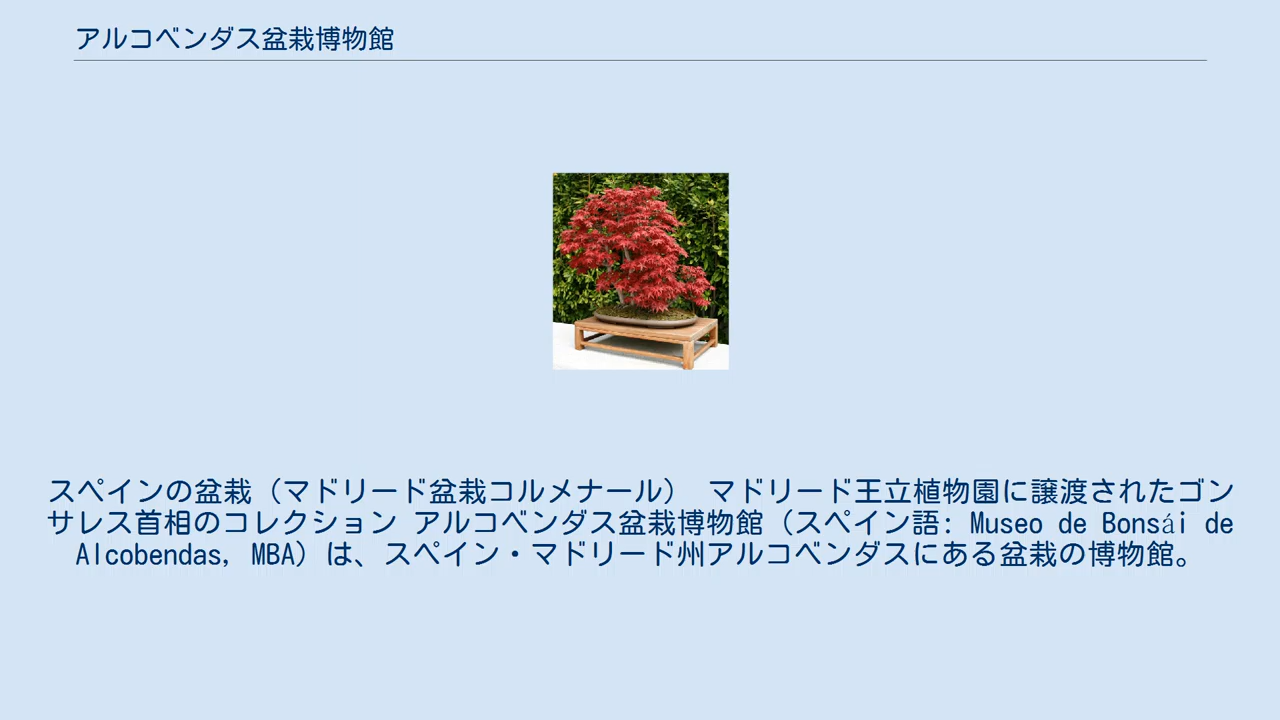 アルコベンダス盆栽博物館
スペインの盆栽（マドリード盆栽コルメナール） マドリード王立植物園に譲渡されたゴン
サレス首相のコレクション アルコベンダス盆栽博物館（スペイン語: Museo de Bonsái de
Alcobendas, MBA）は、スペイン・マドリード州アルコベンダスにある盆栽の博物館。